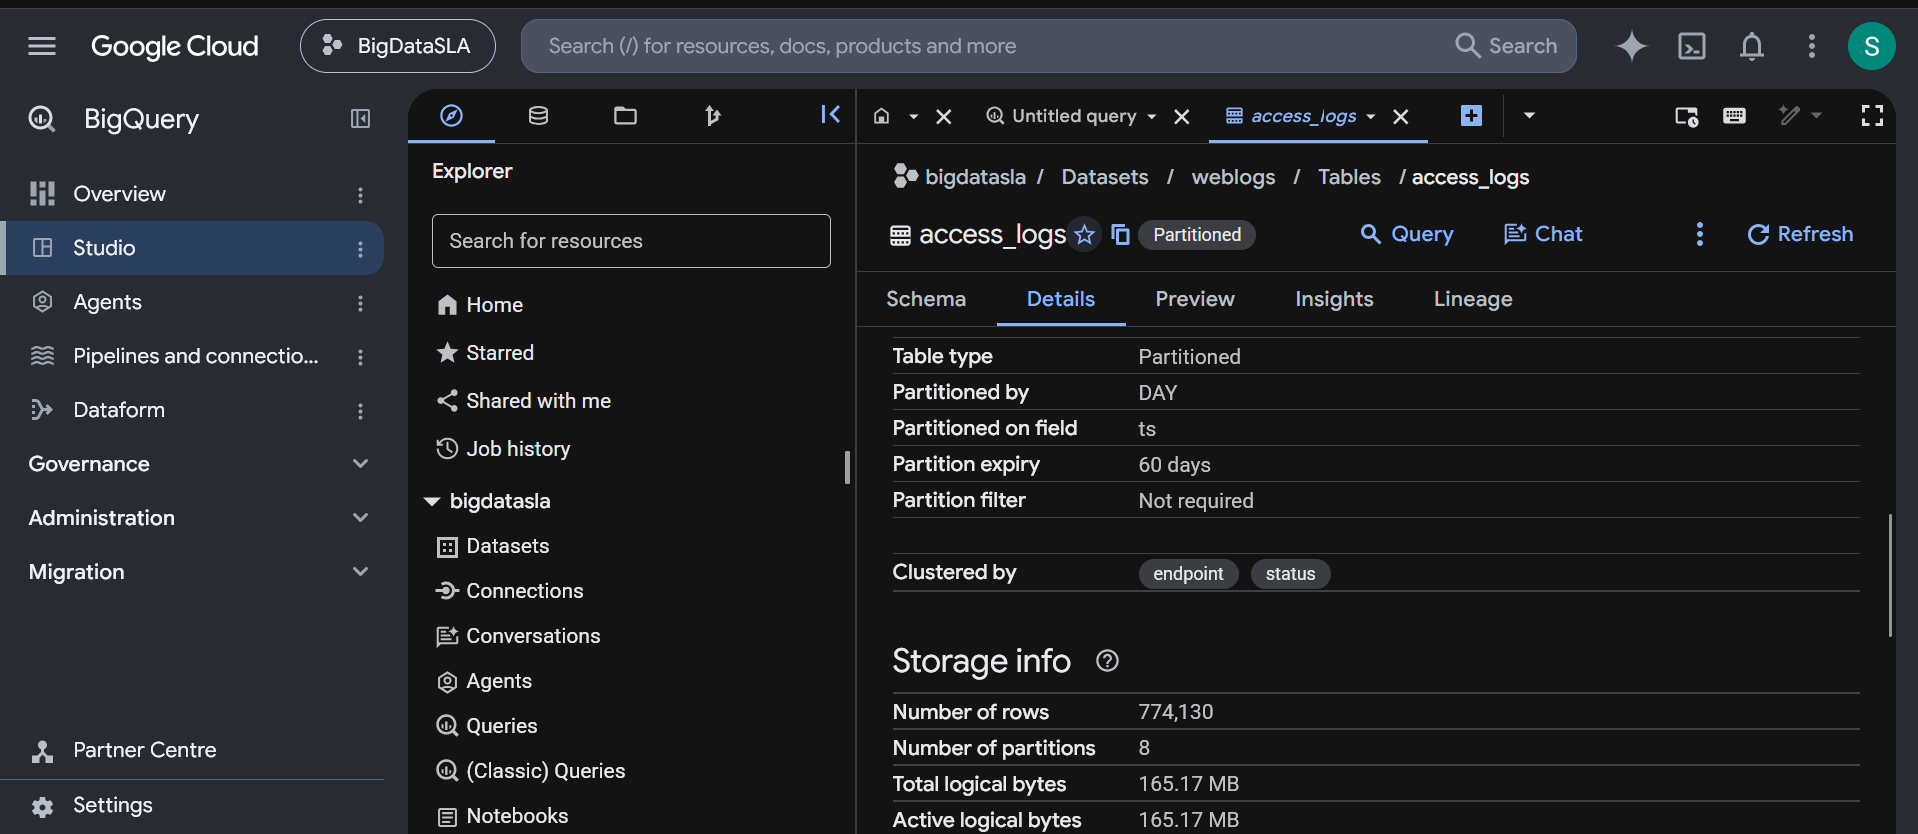 Google Cloud
BigDataSLA
Search (/) for resources, docs, products and more
Search
S
BigQuery
Overview
Studio
Agents
Pipelines and connectio...
Dataform
Governance
Administration
Migration
Partner Centre
Settings
Explorer
Search for resources
Home
Starred
Shared with me
Job history
bigdatasla
Datasets
Connections
Conversations
Agents
Queries
(Classic) Queries
Notebooks
Untitled query
access_logs
bigdatasla / Datasets / weblogs / Tables / access_logs
access_logs Partitioned Query Chat Refresh
Schema Details Preview Insights Lineage
Table type Partitioned
Partitioned by DAY
Partitioned on field ts
Partition expiry 60 days
Partition filter Not required
Clustered by endpoint status
Storage info
Number of rows 774,130
Number of partitions 8
Total logical bytes 165.17 MB
Active logical bytes 165.17 MB